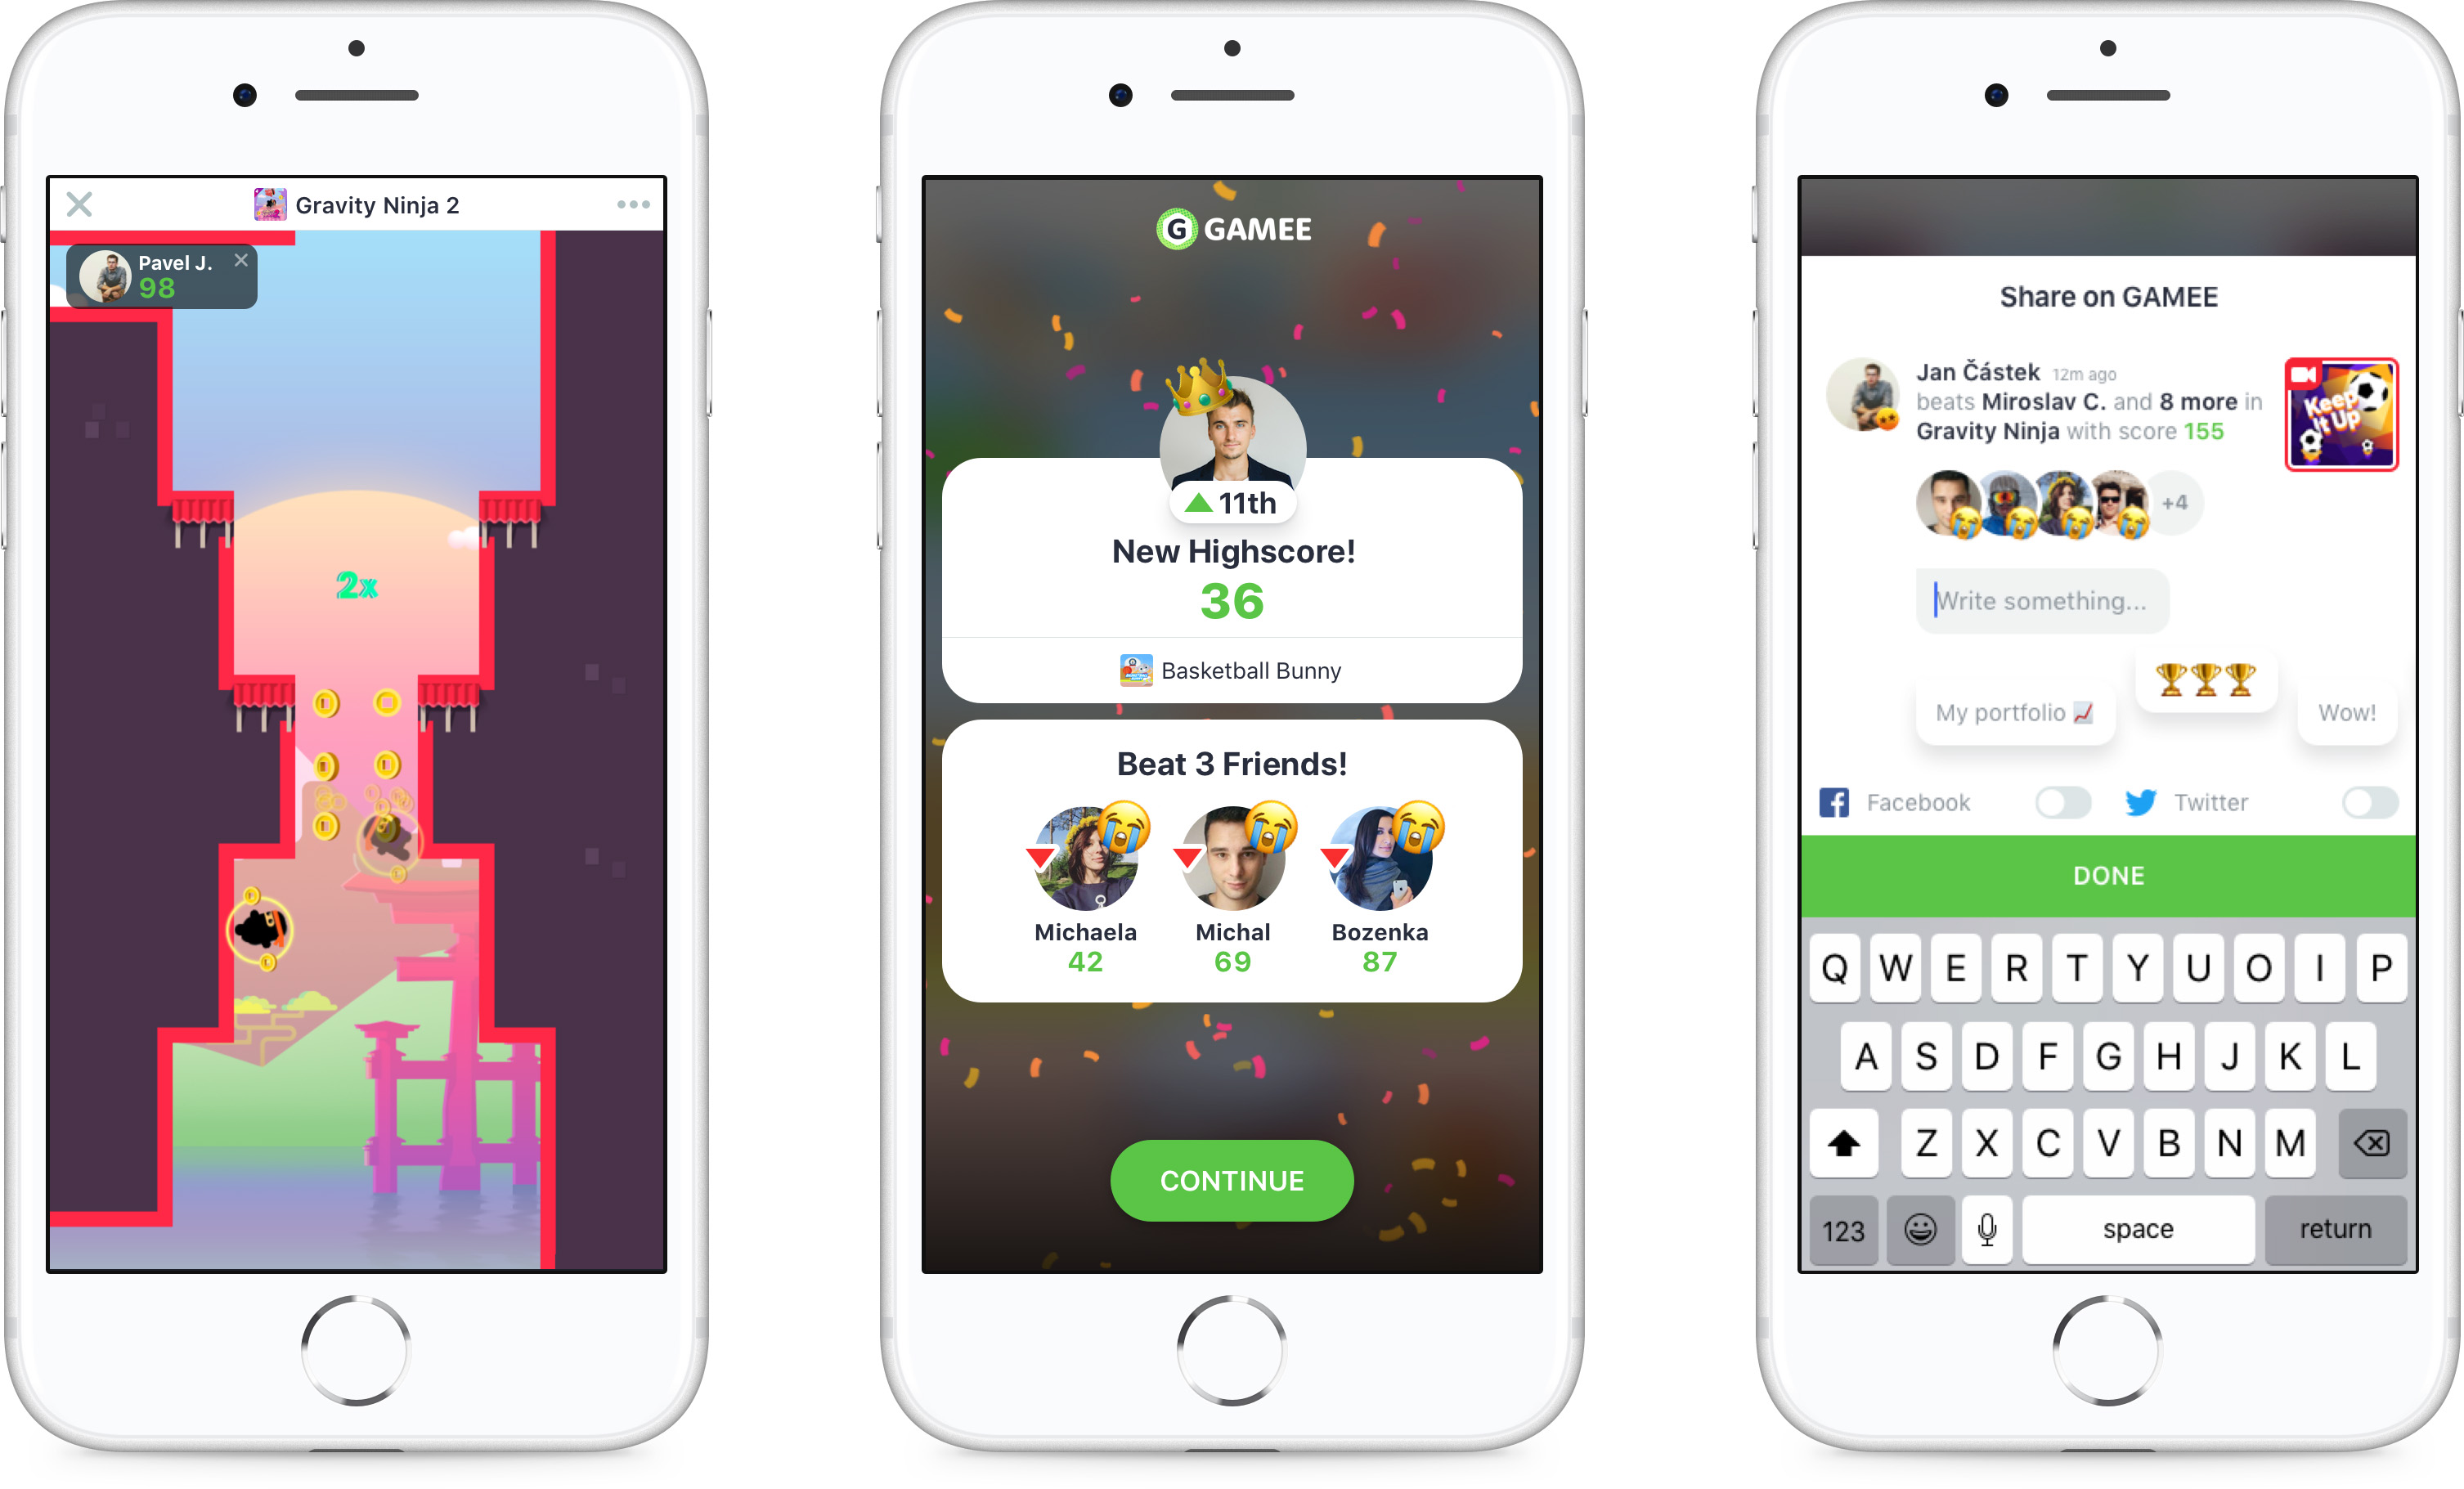 Gravity Ninja 2
Pavel J.
98
2x
G GAMEE
11th
New Highscore!
36
Basketball Bunny
Beat 3 Friends!
Michaela
Michal
Bozenka
42
69
87
CONTINUE
Share on GAMEE
Jan Částek 12m ago
beats Miroslav C. and 8 more in
Gravity Ninja with score 155
Keep
It Up
+4
Write something...
My portfolio
Wow!
Facebook
Twitter
DONE
Q W E R T Y U O I P
A S D F G H J K L
Z X C V B N M
123
space
return